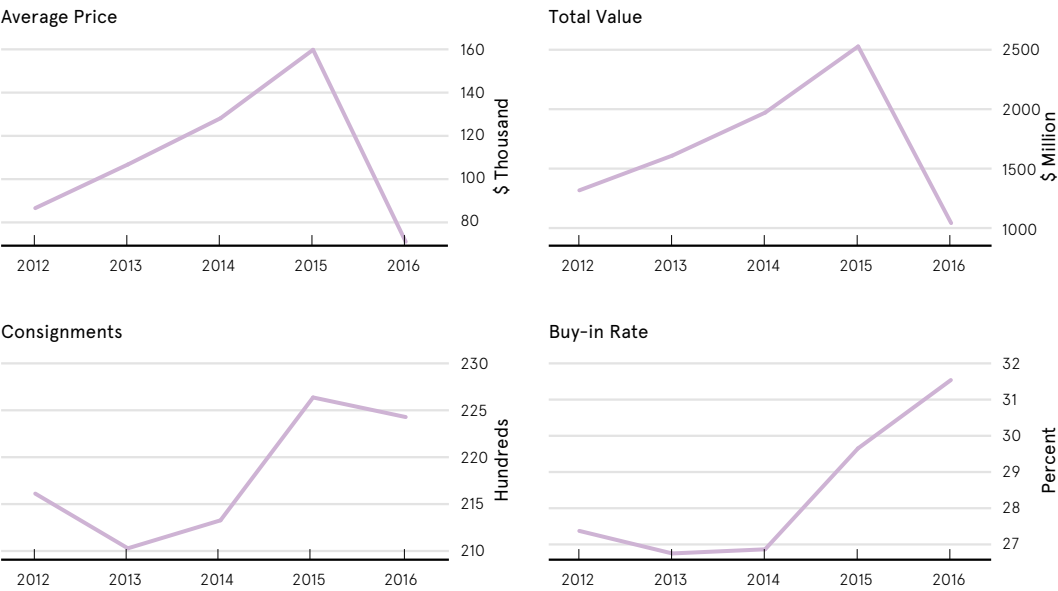 Average Price
160
140
120
100
80
$ Thousand
2012 2013 2014 2015 2016
Total Value
2500
2000
1500
1000
$ Million
2012 2013 2014 2015 2016
Consignments
230
225
220
215
210
Hundreds
2012 2013 2014 2015 2016
Buy-in Rate
32
31
30
29
28
27
Percent
2012 2013 2014 2015 2016